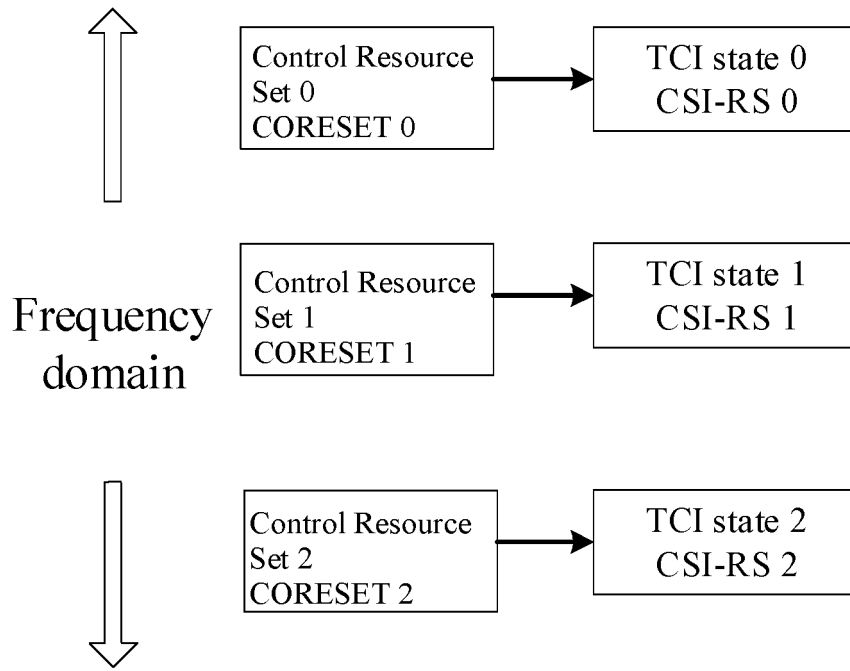 Control Resource
Set 0
CORESET 0
TCI state 0
CSI-RS 0
Frequency
domain
Control Resource
Set 1
CORESET 1
TCI state 1
CSI-RS 1
Control Resource
Set 2
CORESET 2
TCI state 2
CSI-RS 2